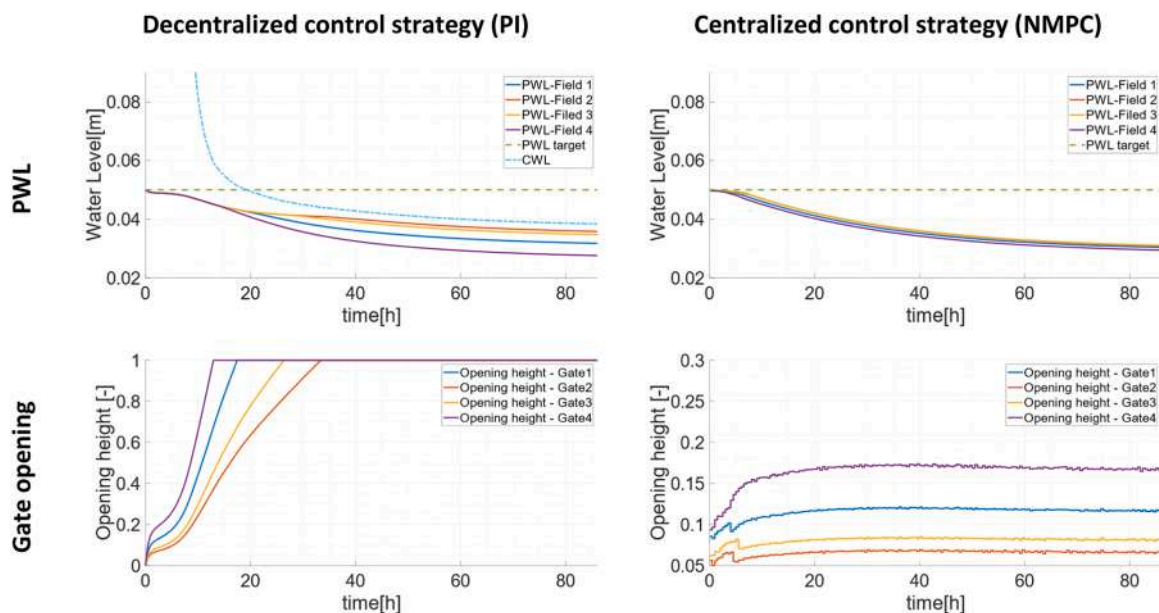 Decentralized control strategy (PI)
Centralized control strategy (NMPC)
PWL
Water Level[m]
0.08
0.06
0.04
0.02
0
20
40
60
80
time[h]
PWL-Field 1
PWL-Field 2
PWL-Filed 3
PWL-Field 4
PWL target
CWL
Water Level[m]
0.08
0.06
0.04
0.02
0
20
40
60
80
time[h]
PWL-Field 1
PWL-Field 2
PWL-Filed 3
PWL-Field 4
PWL target
Gate opening
Opening height [-]
1
0.8
0.6
0.4
0.2
0
0
20
40
60
80
time[h]
Opening height - Gate1
Opening height - Gate2
Opening height - Gate3
Opening height - Gate4
Opening height [-]
0.3
0.25
0.2
0.15
0.1
0.05
0
20
40
60
80
time[h]
Opening height - Gate1
Opening height - Gate2
Opening height - Gate3
Opening height - Gate4